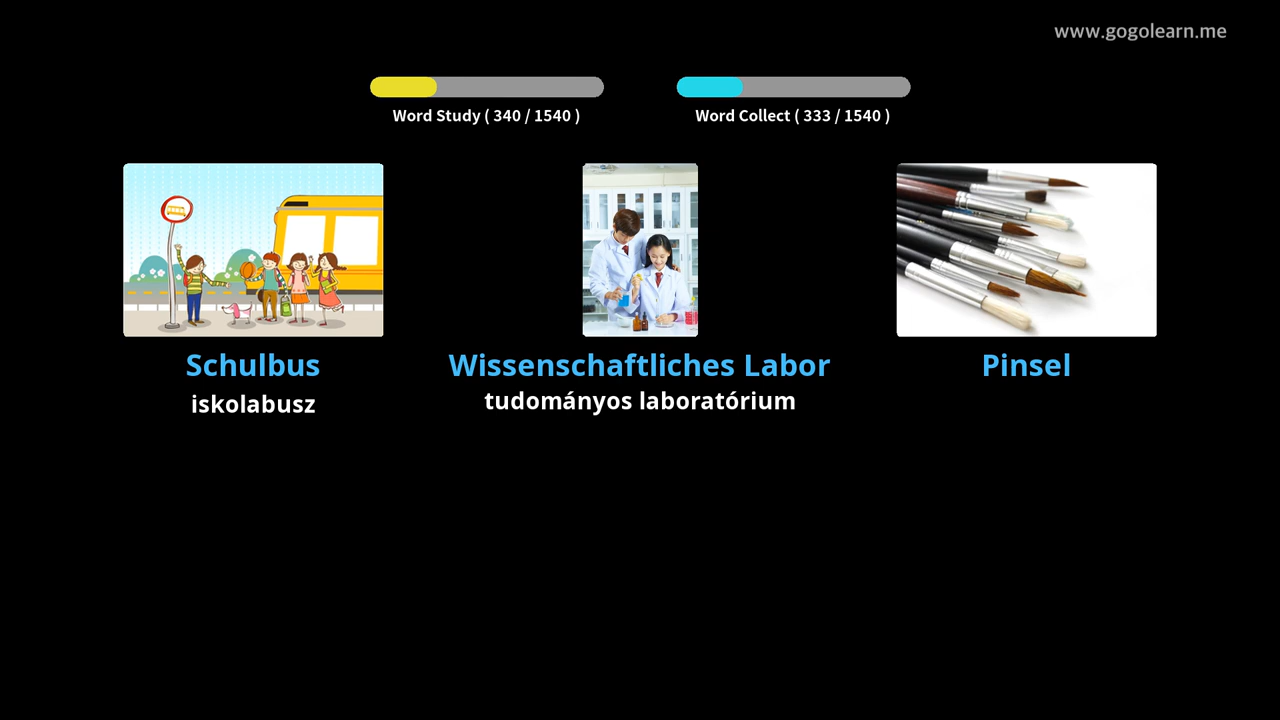 www.gogolearn.me
Word Study ( 340 / 1540 )
Word Collect ( 333 / 1540 )
Schulbus
iskolabusz
Wissenschaftliches Labor
tudományos laboratórium
Pinsel